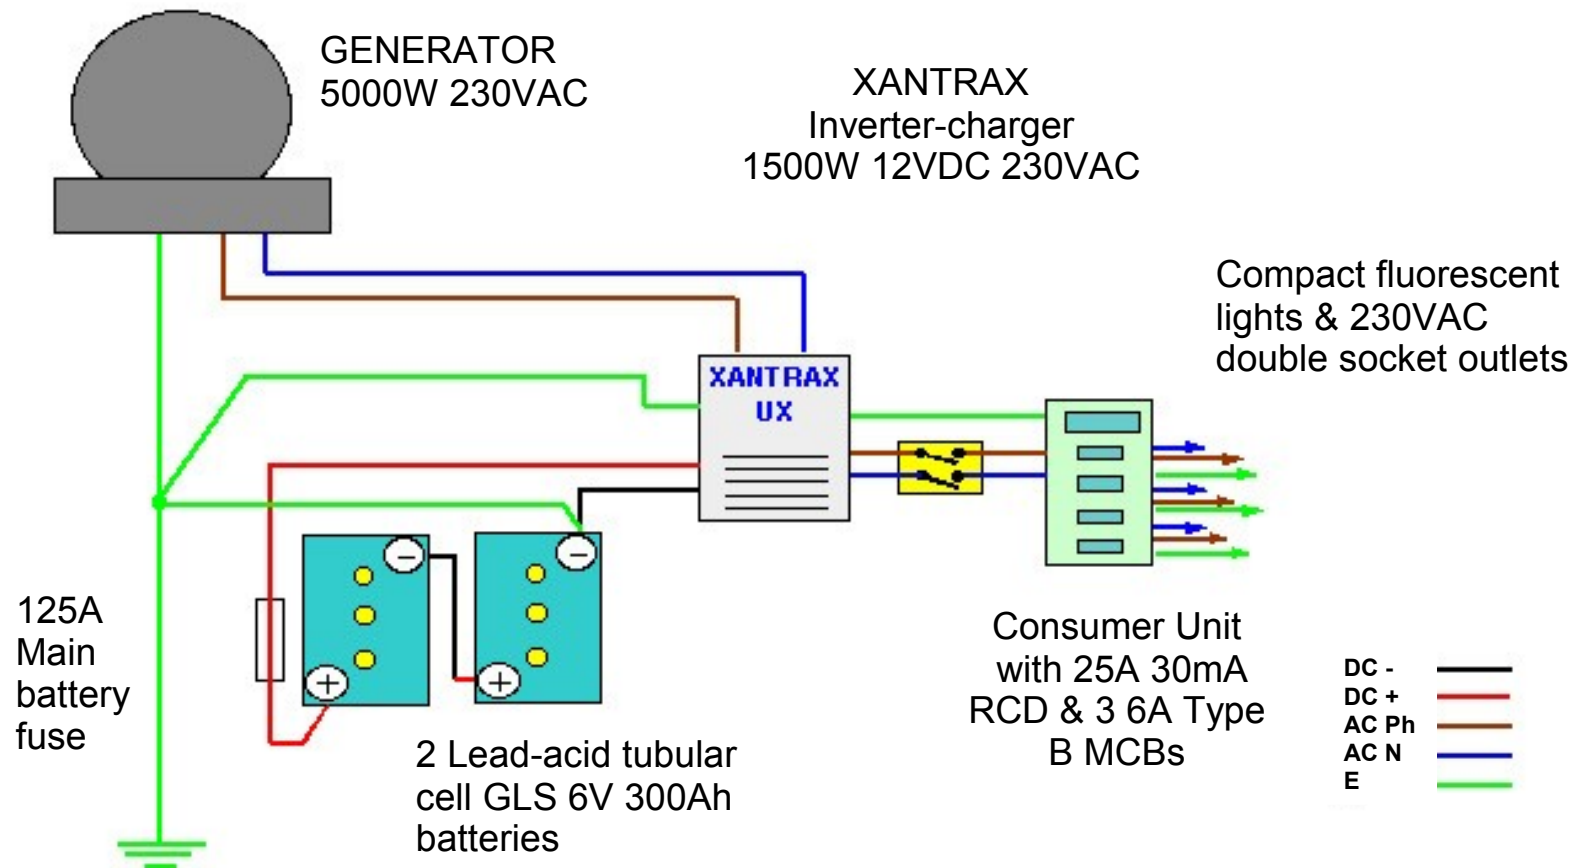 GENERATOR
5000W 230VAC
XANTRAX
Inverter-charger
1500W 12VDC 230VAC
Compact fluorescent
lights & 230VAC
double socket outlets
XANTRAX
UX
125A
Main
battery
fuse
2 Lead-acid tubular
cell GLS 6V 300Ah
batteries
Consumer Unit
with 25A 30mA
RCD & 3 6A Type
B MCBs
DC -
DC +
AC Ph
AC N
E